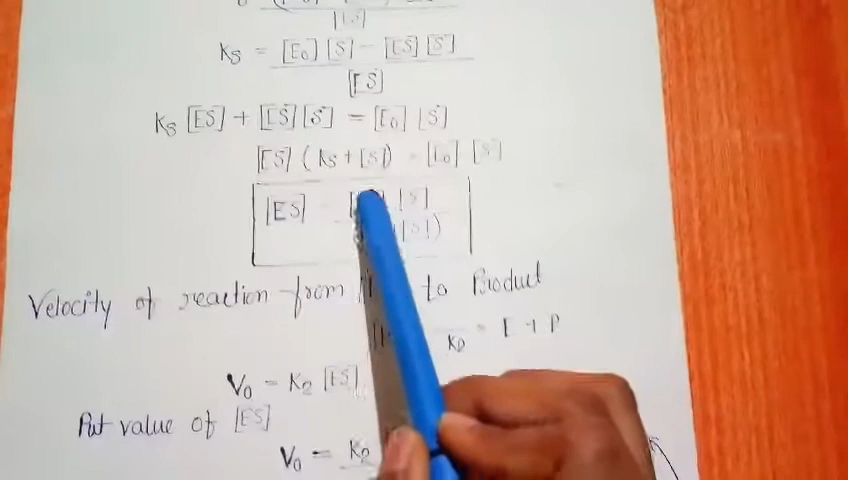 [ES]
Ks = [E0] [S] - [ES] [S]
[ES]
Ks [ES] + [ES] [S] = [E0] [S]
[ES] (Ks + [S]) = [E0] [S]
[ES] [S]
[S])
Velocity of reaction from to Product
K2 = E + P
V0 = K2 [ES]
Put value of [ES]
V0 = K2